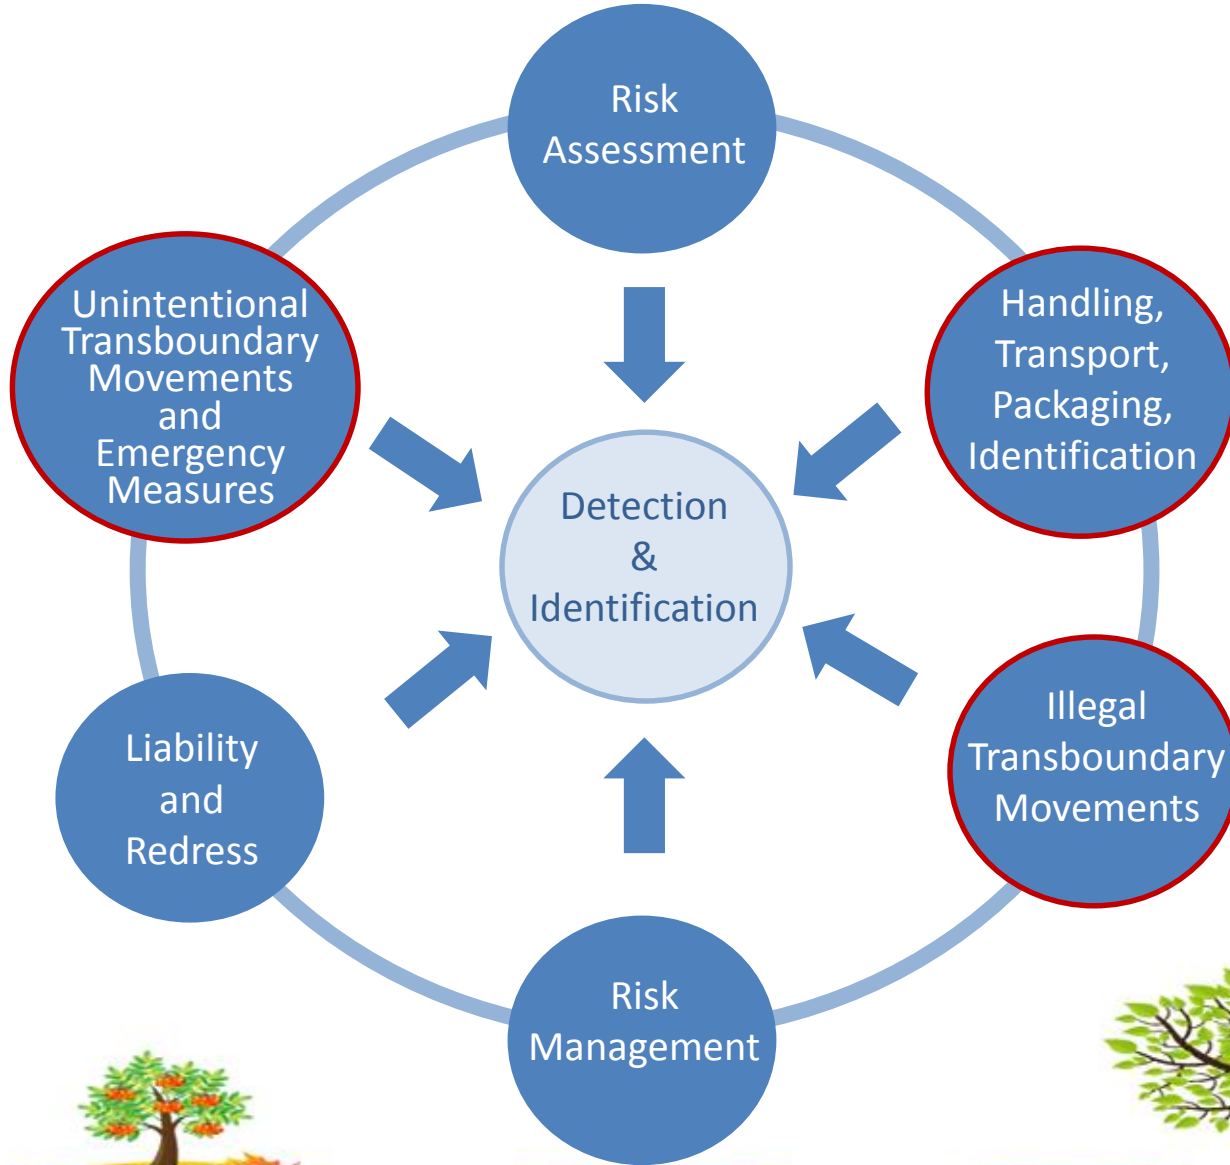 Risk
Assessment
Unintentional
Transboundary
Movements
and
Emergency
Measures
Handling,
Transport,
Packaging,
Identification
Detection
&
Identification
Liability
and
Redress
Illegal
Transboundary
Movements
Risk
Management